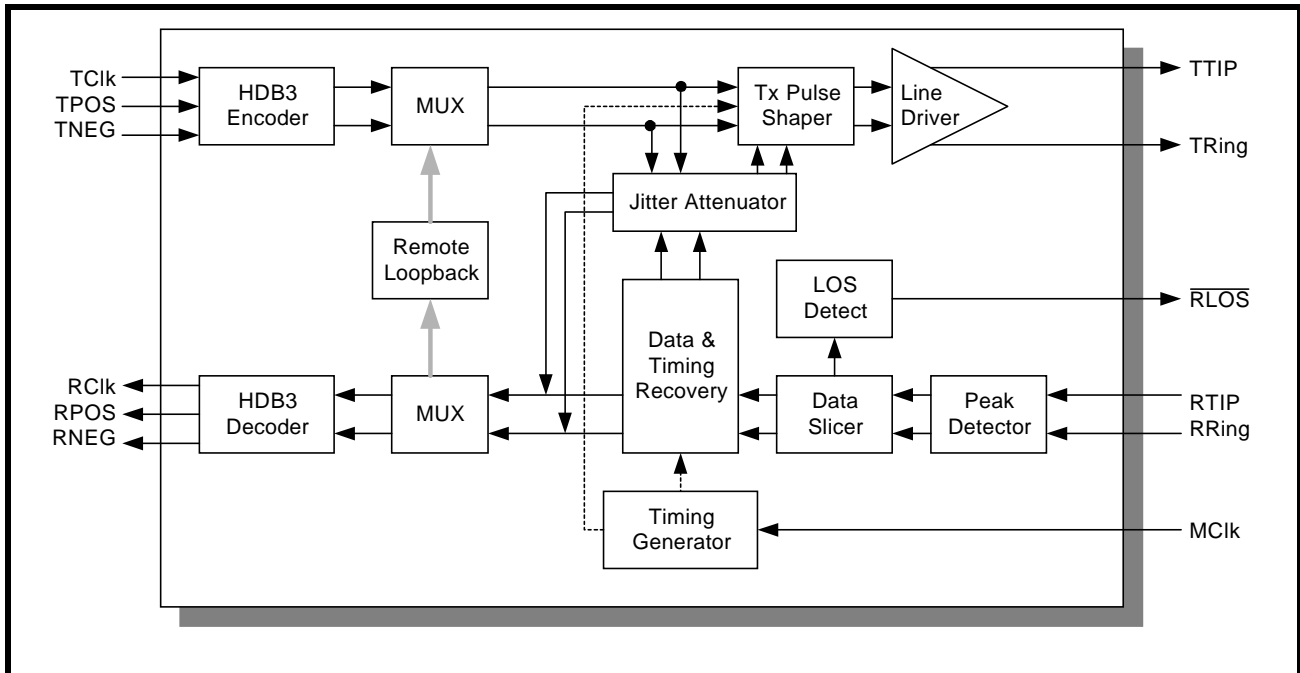 TClk
TPOS
TNEG
HDB3
Encoder
MUX
Tx Pulse
Shaper
Line
Driver
TTIP
TRing
Jitter Attenuator
Remote
Loopback
LOS
Detect
RLOS
Data &
Timing
Recovery
RClk
RPOS
RNEG
HDB3
Decoder
MUX
Data
Slicer
Peak
Detector
RTIP
RRing
Timing
Generator
MClk